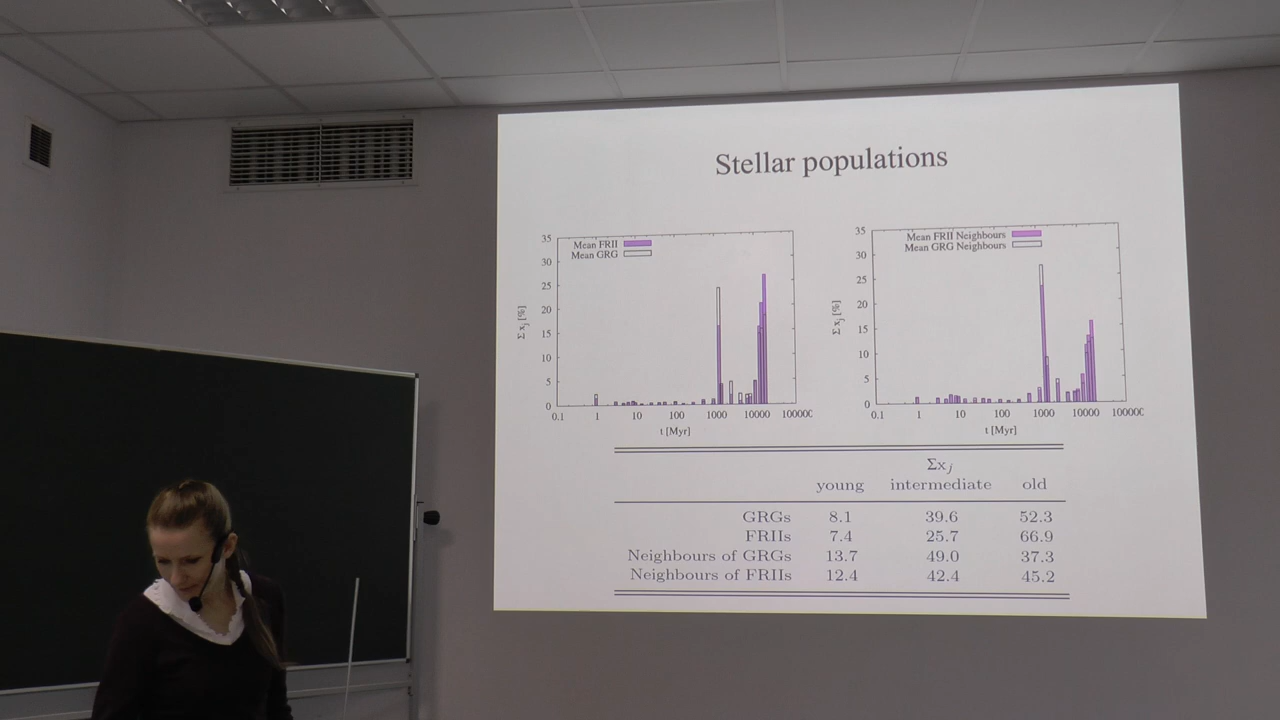 Stellar populations
Mean FRII
Mean GRG
35
30
25
20
15
10
5
0
Σ xj [%]
0.1 1 10 100 1000 10000 100000
t [Myr]
Mean FRII Neighbours
Mean GRG Neighbours
35
30
25
20
15
10
5
0
Σ xj [%]
0.1 1 10 100 1000 10000 100000
t [Myr]
Σxj
young intermediate old
GRGs 8.1 39.6 52.3
FRIIs 7.4 25.7 66.9
Neighbours of GRGs 13.7 49.0 37.3
Neighbours of FRIIs 12.4 42.4 45.2